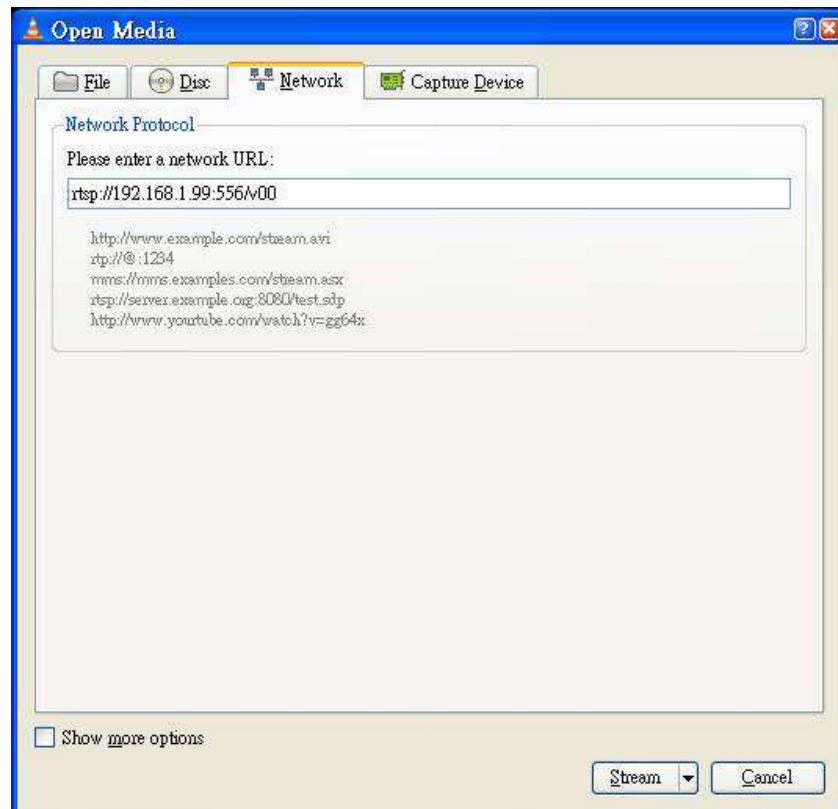 Open Media
File Disc Network Capture Device
Network Protocol
Please enter a network URL:
rtsp://192.168.1.99:556/v00
http://www.example.com/stream.avi
rtp://@:1234
mms://mms.examples.com/stream.asx
rtsp://server.example.org:8080/test.sdp
http://www.yourtube.com/watch?v=gg64x
Show more options
Stream Cancel